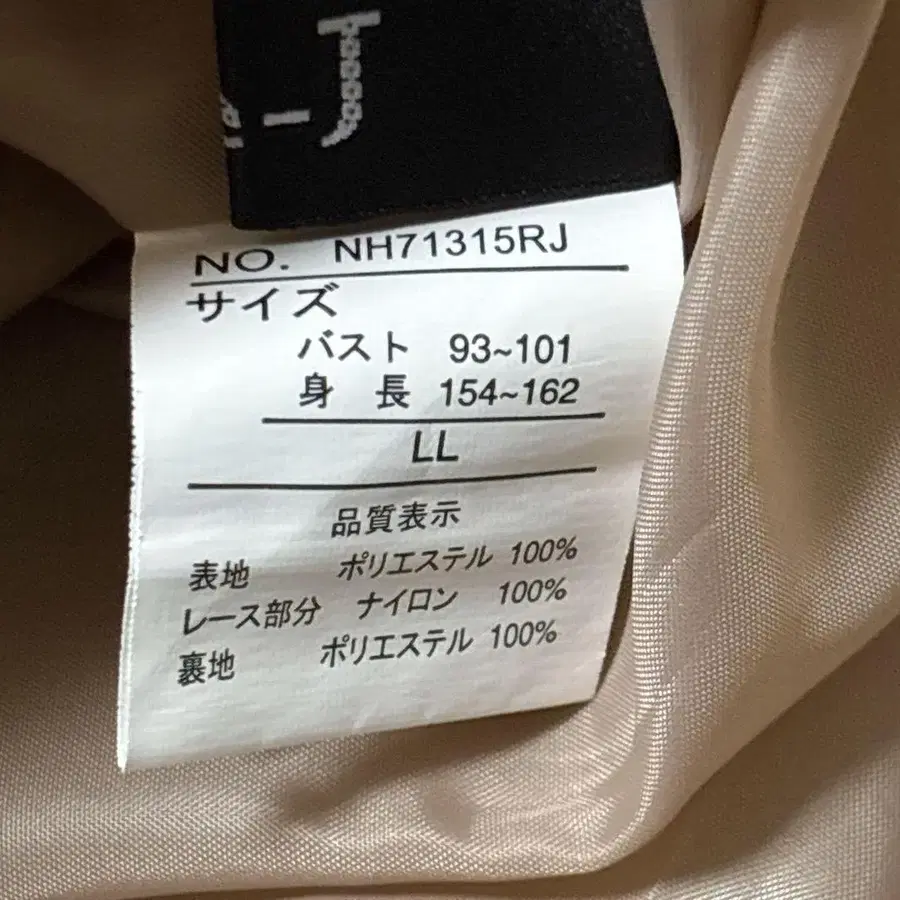 NO. NH71315RJ
サイズ
バスト 93~101
身 長 154~162
LL
品質表示
表地 ポリエステル 100%
レース部分 ナイロン 100%
裏地 ポリエステル 100%